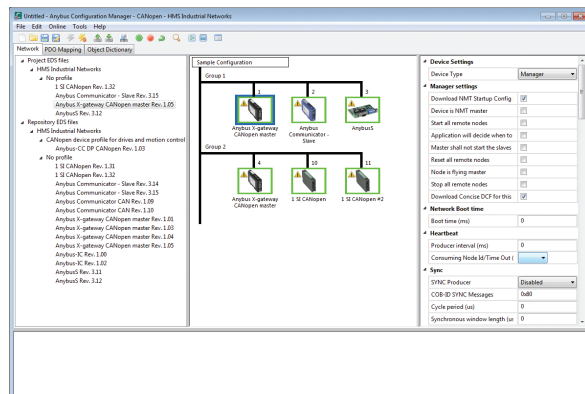 Untitled - Anybus Configuration Manager - CANopen - HMS Industrial Networks
File Edit Online Tools Help
Network PDO Mapping Object Dictionary
Project EDS files
HMS Industrial Networks
No profile
1 SI CANopen Rev. 1.32
Anybus Communicator - Slave Rev. 3.15
Anybus X-gateway CANopen master Rev. 1.05
AnybusS Rev. 3.12
Repository EDS files
HMS Industrial Networks
CANopen device profile for drives and motion control
Anybus-CC DP CANopen Rev. 1.03
No profile
1 SI CANopen Rev. 1.31
1 SI CANopen Rev. 1.32
Anybus Communicator - Slave Rev. 3.14
Anybus Communicator - Slave Rev. 3.15
Anybus Communicator CAN Rev. 1.09
Anybus Communicator CAN Rev. 1.10
Anybus X-gateway CANopen master Rev. 1.01
Anybus X-gateway CANopen master Rev. 1.03
Anybus X-gateway CANopen master Rev. 1.04
Anybus X-gateway CANopen master Rev. 1.05
Anybus-IC Rev. 1.00
Anybus-IC Rev. 1.02
AnybusS Rev. 3.11
AnybusS Rev. 3.12
Sample Configuration
Group 1
1 2 3
Anybus X-gateway CANopen master
Anybus Communicator - Slave
AnybusS
Group 2
4 10 11
Anybus X-gateway CANopen master
1 SI CANopen
1 SI CANopen #2
Device Settings
Device Type Manager
Manager settings
Download NMT Startup Config
Device is NMT master
Start all remote nodes
Application will decide when to
Master shall not start the slaves
Reset all remote nodes
Node is flying master
Stop all remote nodes
Download Concise DCF for this
Network Boot time
Boot time (ms) 0
Heartbeat
Producer interval (ms) 0
Consuming Node Id/Time Out (
Sync
SYNC Producer Disabled
COB-ID SYNC Messages 0x80
Cycle period (us) 0
Synchronous window length (us 0